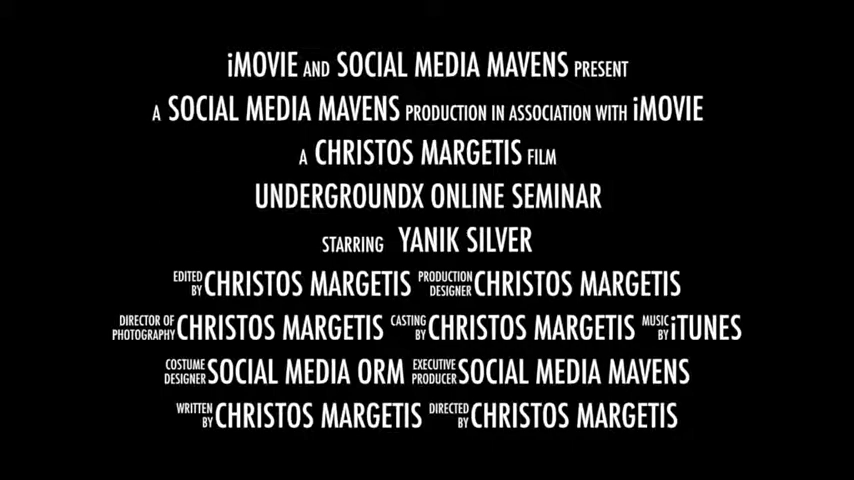 iMOVIE AND SOCIAL MEDIA MAVENS PRESENT
A SOCIAL MEDIA MAVENS PRODUCTION IN ASSOCIATION WITH iMOVIE
A CHRISTOS MARGETIS FILM
UNDERGROUNDX ONLINE SEMINAR
STARRING YANIK SILVER
EDITED BY CHRISTOS MARGETIS PRODUCTION DESIGNER CHRISTOS MARGETIS
DIRECTOR OF PHOTOGRAPHY CHRISTOS MARGETIS CASTING BY CHRISTOS MARGETIS MUSIC BY iTUNES
COSTUME DESIGNER SOCIAL MEDIA ORM EXECUTIVE PRODUCER SOCIAL MEDIA MAVENS
WRITTEN BY CHRISTOS MARGETIS DIRECTED BY CHRISTOS MARGETIS